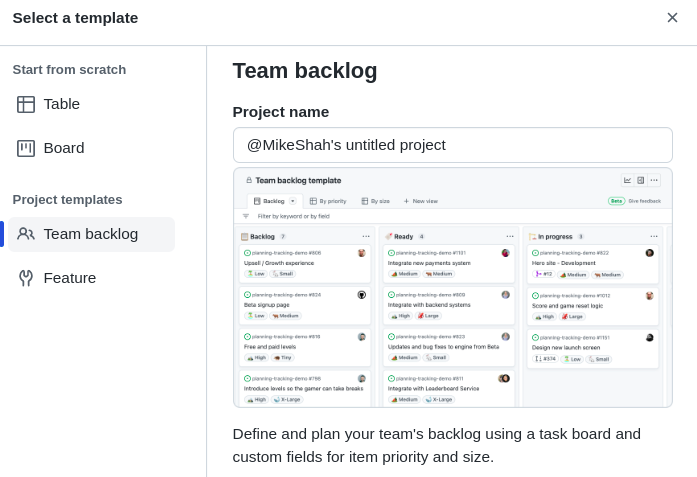 Select a template
Start from scratch
Table
Board
Project templates
Team backlog
Feature
Team backlog
Project name
@MikeShah's untitled project
Team backlog template
Backlog
By priority
By size
New view
Beta
Give feedback
Filter by keyword or by field
Backlog 7
Ready 4
In progress 3
planning-tracking-demo #808
Upsell / Growth experience
Low Small
planning-tracking-demo #824
Beta signup page
Low Medium
planning-tracking-demo #816
Free and paid levels
High Tiny
planning-tracking-demo #798
Introduce levels so the gamer can take breaks
High X-Large
planning-tracking-demo #1101
Integrate new payments system
Medium Medium
planning-tracking-demo #809
Integrate with backend systems
High Large
planning-tracking-demo #823
Updates and bug fixes to engine from Beta
Medium Small
planning-tracking-demo #811
Integrate with Leaderboard Service
Medium X-Large
planning-tracking-demo #822
Hero site - Development
#12 Medium Medium
planning-tracking-demo #1012
Score and game reset logic
High Large
planning-tracking-demo #1151
Design new launch screen
#374 Low Small
Define and plan your team's backlog using a task board and
custom fields for item priority and size.